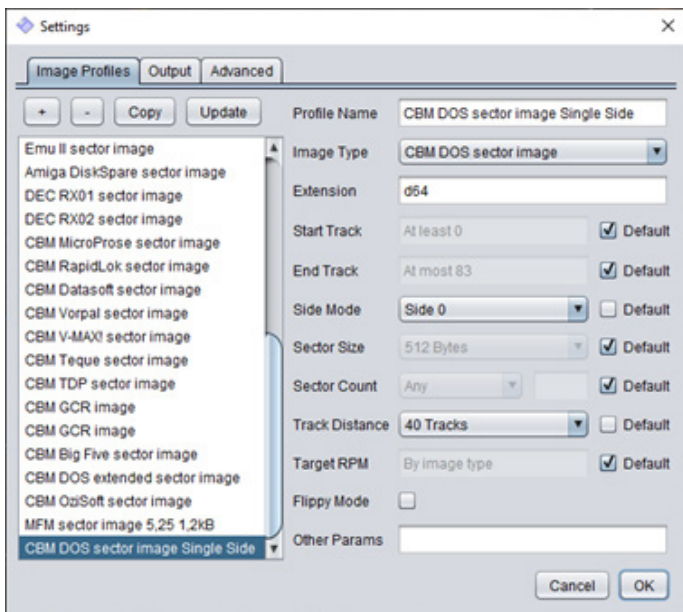 Settings
Image Profiles Output Advanced
+ - Copy Update
Emu II sector image
Amiga DiskSpare sector image
DEC RX01 sector image
DEC RX02 sector image
CBM MicroProse sector image
CBM RapidLok sector image
CBM Datasoft sector image
CBM Vorpal sector image
CBM V-MAX! sector image
CBM Teque sector image
CBM TDP sector image
CBM GCR image
CBM GCR image
CBM Big Five sector image
CBM DOS extended sector image
CBM OziSoft sector image
MFM sector image 5,25 1,2kB
CBM DOS sector image Single Side
Profile Name CBM DOS sector image Single Side
Image Type CBM DOS sector image
Extension d64
Start Track At least 0 Default
End Track At most 83 Default
Side Mode Side 0 Default
Sector Size 512 Bytes Default
Sector Count Any Default
Track Distance 40 Tracks Default
Target RPM By image type Default
Flippy Mode
Other Params
Cancel OK